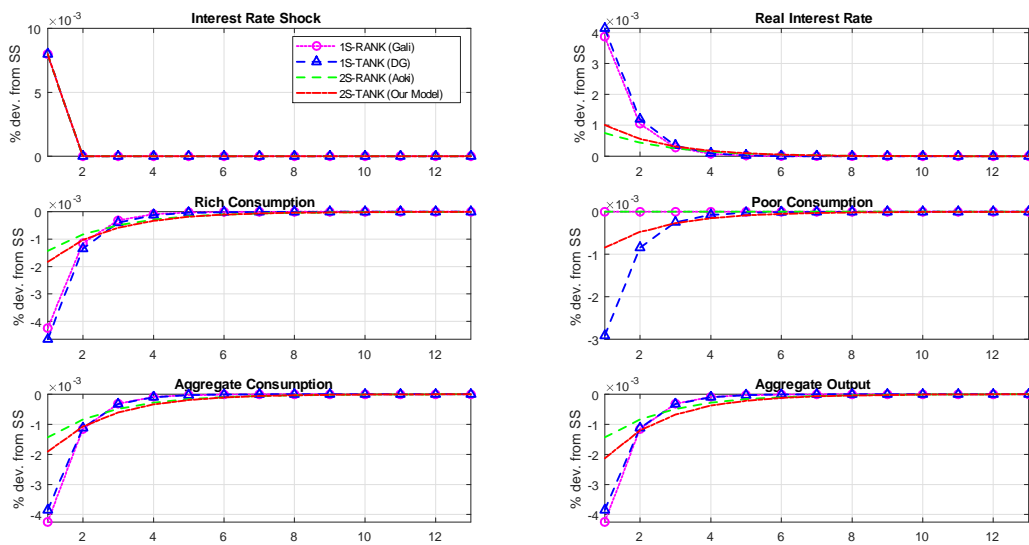 Interest Rate Shock
×10⁻³
10
5
0
% dev. from SS
2 4 6 8 10 12
1S-RANK (Gali)
1S-TANK (DG)
2S-RANK (Aoki)
2S-TANK (Our Model)
Real Interest Rate
×10⁻³
4
3
2
1
0
% dev. from SS
2 4 6 8 10 12
Rich Consumption
×10⁻³
0
-1
-2
-3
-4
% dev. from SS
2 4 6 8 10 12
Poor Consumption
×10⁻³
0
-1
-2
-3
% dev. from SS
2 4 6 8 10 12
Aggregate Consumption
×10⁻³
0
-1
-2
-3
-4
% dev. from SS
2 4 6 8 10 12
Aggregate Output
×10⁻³
0
-1
-2
-3
-4
% dev. from SS
2 4 6 8 10 12